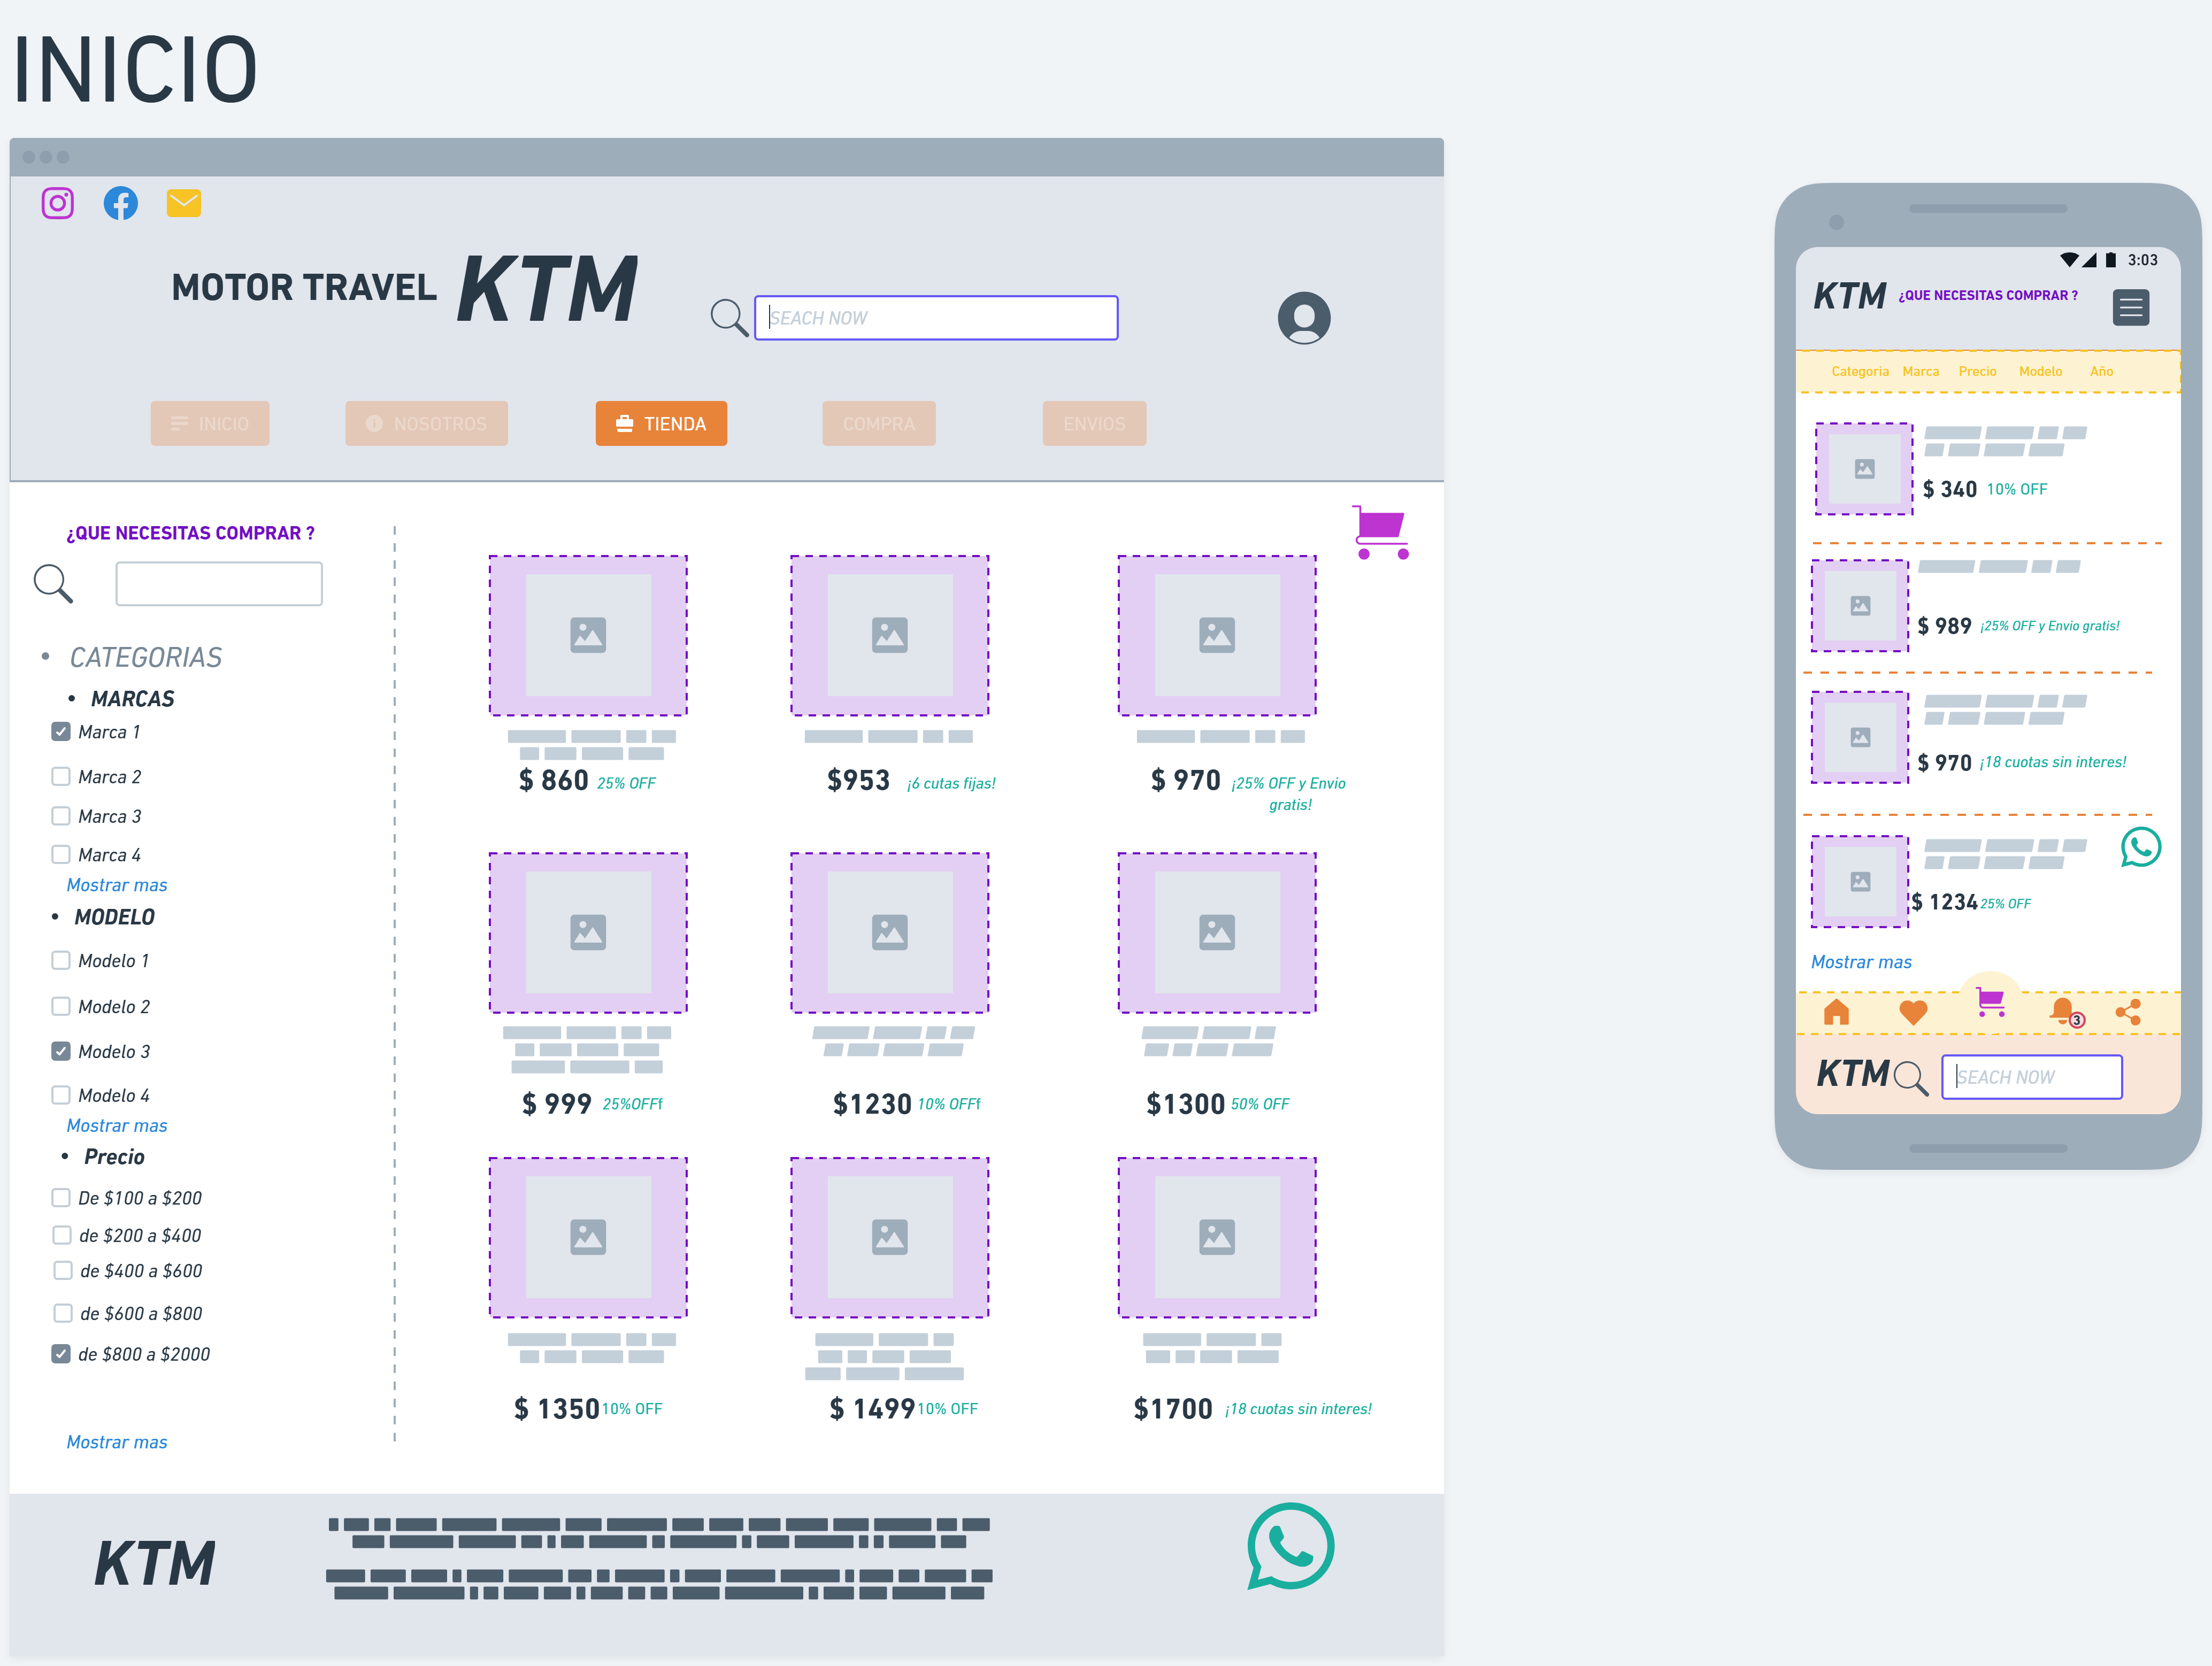 INICIO
MOTOR TRAVEL KTM
SEACH NOW
INICIO
NOSOTROS
TIENDA
COMPRA
ENVIOS
¿QUE NECESITAS COMPRAR ?
• CATEGORIAS
• MARCAS
Marca 1
Marca 2
Marca 3
Marca 4
Mostrar mas
• MODELO
Modelo 1
Modelo 2
Modelo 3
Modelo 4
Mostrar mas
• Precio
De $100 a $200
de $200 a $400
de $400 a $600
de $600 a $800
de $800 a $2000
Mostrar mas
$ 860 25% OFF
$953 ¡6 cutas fijas!
$ 970 ¡25% OFF y Envio
gratis!
$ 999 25%OFFf
$1230 10% OFFf
$1300 50% OFF
$ 1350 10% OFF
$ 1499 10% OFF
$1700 ¡18 cuotas sin interes!
KTM
3:03
KTM ¿QUE NECESITAS COMPRAR ?
Categoria Marca Precio Modelo Año
$ 340 10% OFF
$ 989 ¡25% OFF y Envio gratis!
$ 970 ¡18 cuotas sin interes!
$ 1234 25% OFF
Mostrar mas
3
KTM SEACH NOW